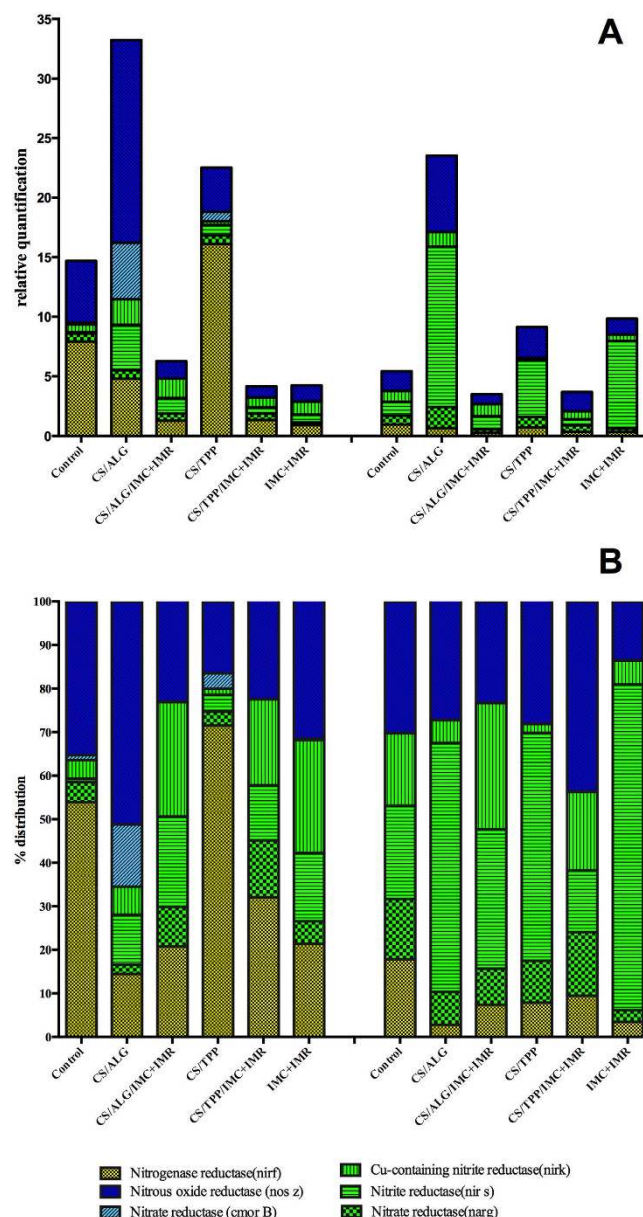 A
35
30
25
20
15
10
5
0
relative quantification
Control
CS/ALG
CS/ALG/IMC+IMR
CS/TPP
CS/TPP/IMC+IMR
IMC+IMR
Control
CS/ALG
CS/ALG/IMC+IMR
CS/TPP
CS/TPP/IMC+IMR
IMC+IMR
B
100
90
80
70
60
50
40
30
20
10
0
% distribution
Control
CS/ALG
CS/ALG/IMC+IMR
CS/TPP
CS/TPP/IMC+IMR
IMC+IMR
Control
CS/ALG
CS/ALG/IMC+IMR
CS/TPP
CS/TPP/IMC+IMR
IMC+IMR
Nitrogenase reductase(nirf)
Nitrous oxide reductase (nos z)
Nitrate reductase (cmor B)
Cu-containing nitrite reductase(nirk)
Nitrite reductase(nir s)
Nitrate reductase(narg)